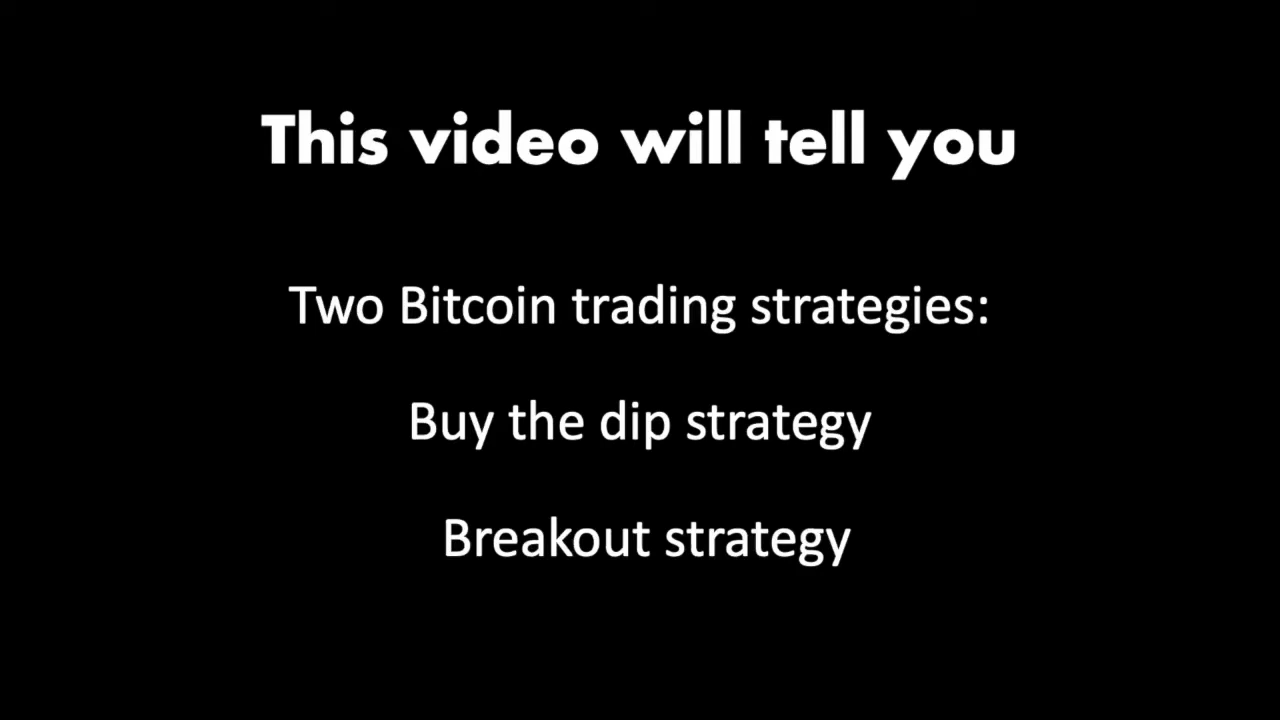 This video will tell you
Two Bitcoin trading strategies:
Buy the dip strategy
Breakout strategy